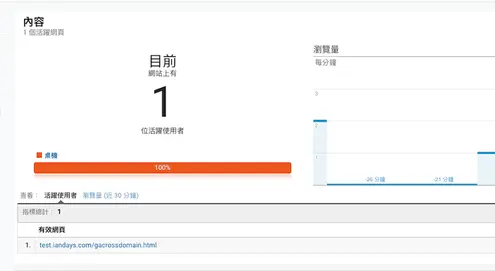 內容
1 個活躍網頁
目前
網站上有
1
位活躍使用者
桌機
100%
瀏覽量
每分鐘
3
2
1
-26 分鐘
-21 分鐘
查看：
活躍使用者
瀏覽量 (近 30 分鐘)
指標總計： 1
有效網頁
1. test.iandays.com/gacrossdomain.html